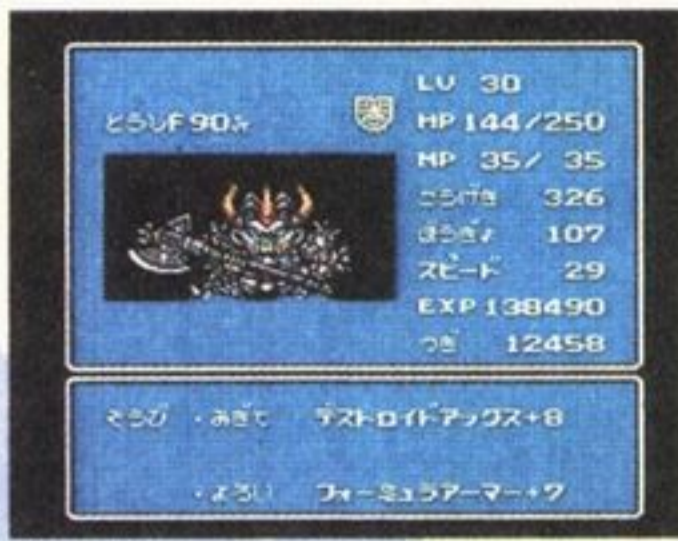 とうしF90Jr
LV 30
HP 144/250
MP 35/ 35
こうげき 326
ぼうぎょ 107
スピード 29
EXP 138490
つぎ 12458
そうび ・みぎて デストロイドアックス+8
・よろい フォーミュラアーマー+7